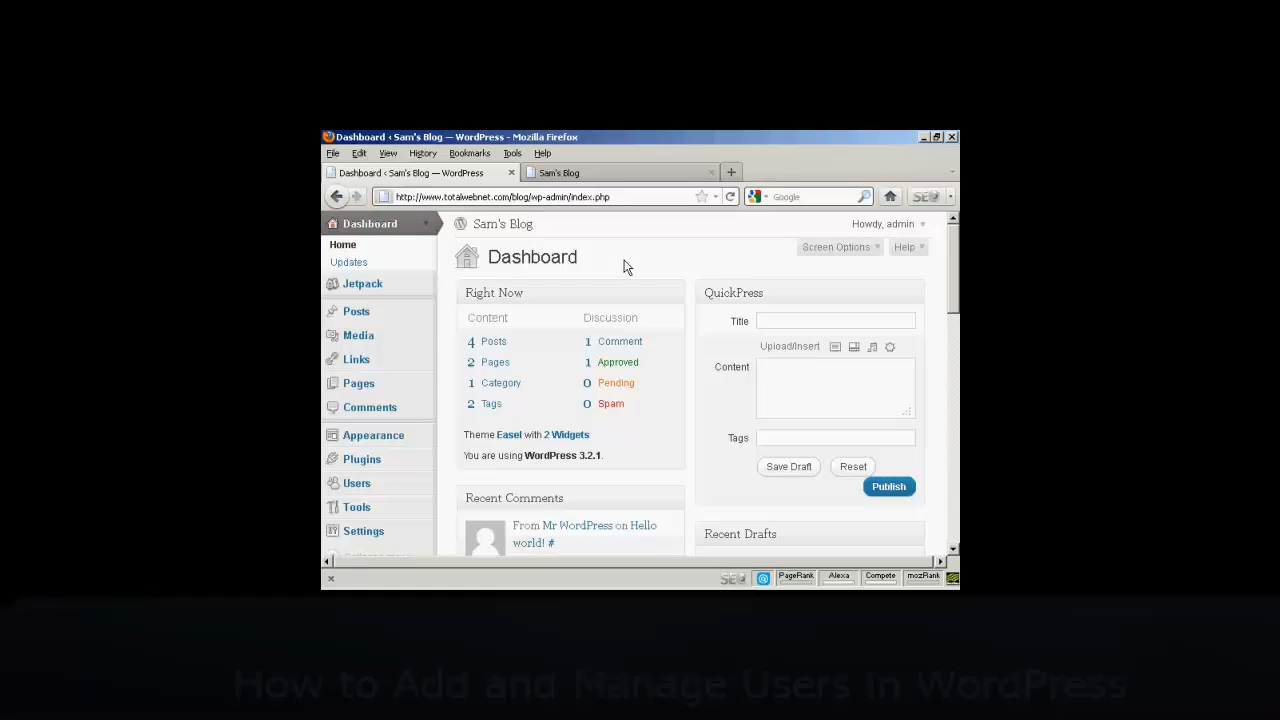 Dashboard ‹ Sam's Blog — WordPress - Mozilla Firefox
File Edit View History Bookmarks Tools Help
Dashboard ‹ Sam's Blog — WordPress
Sam's Blog
http://www.totalwebnet.com/blog/wp-admin/index.php
Google
SEO
Dashboard
Sam's Blog
Howdy, admin
Home
Updates
Dashboard
Screen Options
Help
Jetpack
Posts
Media
Links
Pages
Comments
Appearance
Plugins
Users
Tools
Settings
Right Now
Content Discussion
4 Posts 1 Comment
2 Pages 1 Approved
1 Category 0 Pending
2 Tags 0 Spam
Theme Easel with 2 Widgets
You are using WordPress 3.2.1.
Recent Comments
From Mr WordPress on Hello
world! #
QuickPress
Title
Upload/Insert
Content
Tags
Save Draft Reset
Publish
Recent Drafts
SEO PageRank Alexa Compete mozRank
How to Add and Manage Users in WordPress